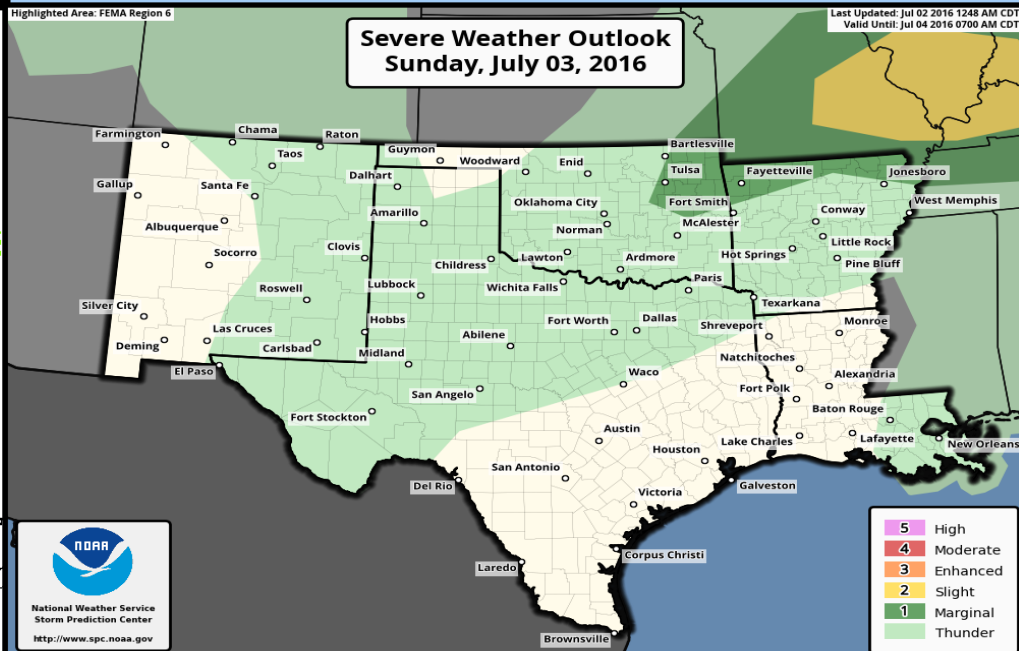 Highlighted Area: FEMA Region 6
Last Updated: Jul 02 2016 1248 AM CDT
Valid Until: Jul 04 2016 0700 AM CDT
Severe Weather Outlook
Sunday, July 03, 2016
Farmington
Chama
Raton
Taos
Guymon
Woodward
Enid
Bartlesville
Tulsa
Fayetteville
Jonesboro
Gallup
Santa Fe
Dalhart
Fort Smith
West Memphis
Albuquerque
Amarillo
Oklahoma City
Norman
McAlester
Conway
Socorro
Clovis
Childress
Lawton
Ardmore
Hot Springs
Little Rock
Pine Bluff
Roswell
Lubbock
Wichita Falls
Paris
Texarkana
Silver City
Las Cruces
Hobbs
Abilene
Fort Worth
Dallas
Shreveport
Monroe
Deming
Carlsbad
Midland
Natchitoches
El Paso
San Angelo
Waco
Fort Polk
Alexandria
Fort Stockton
Austin
Baton Rouge
Houston
Lake Charles
Lafayette
New Orleans
Del Rio
San Antonio
Victoria
Galveston
Laredo
Corpus Christi
Brownsville
NOAA
National Weather Service
Storm Prediction Center
http://www.spc.noaa.gov
5 High
4 Moderate
3 Enhanced
2 Slight
1 Marginal
Thunder